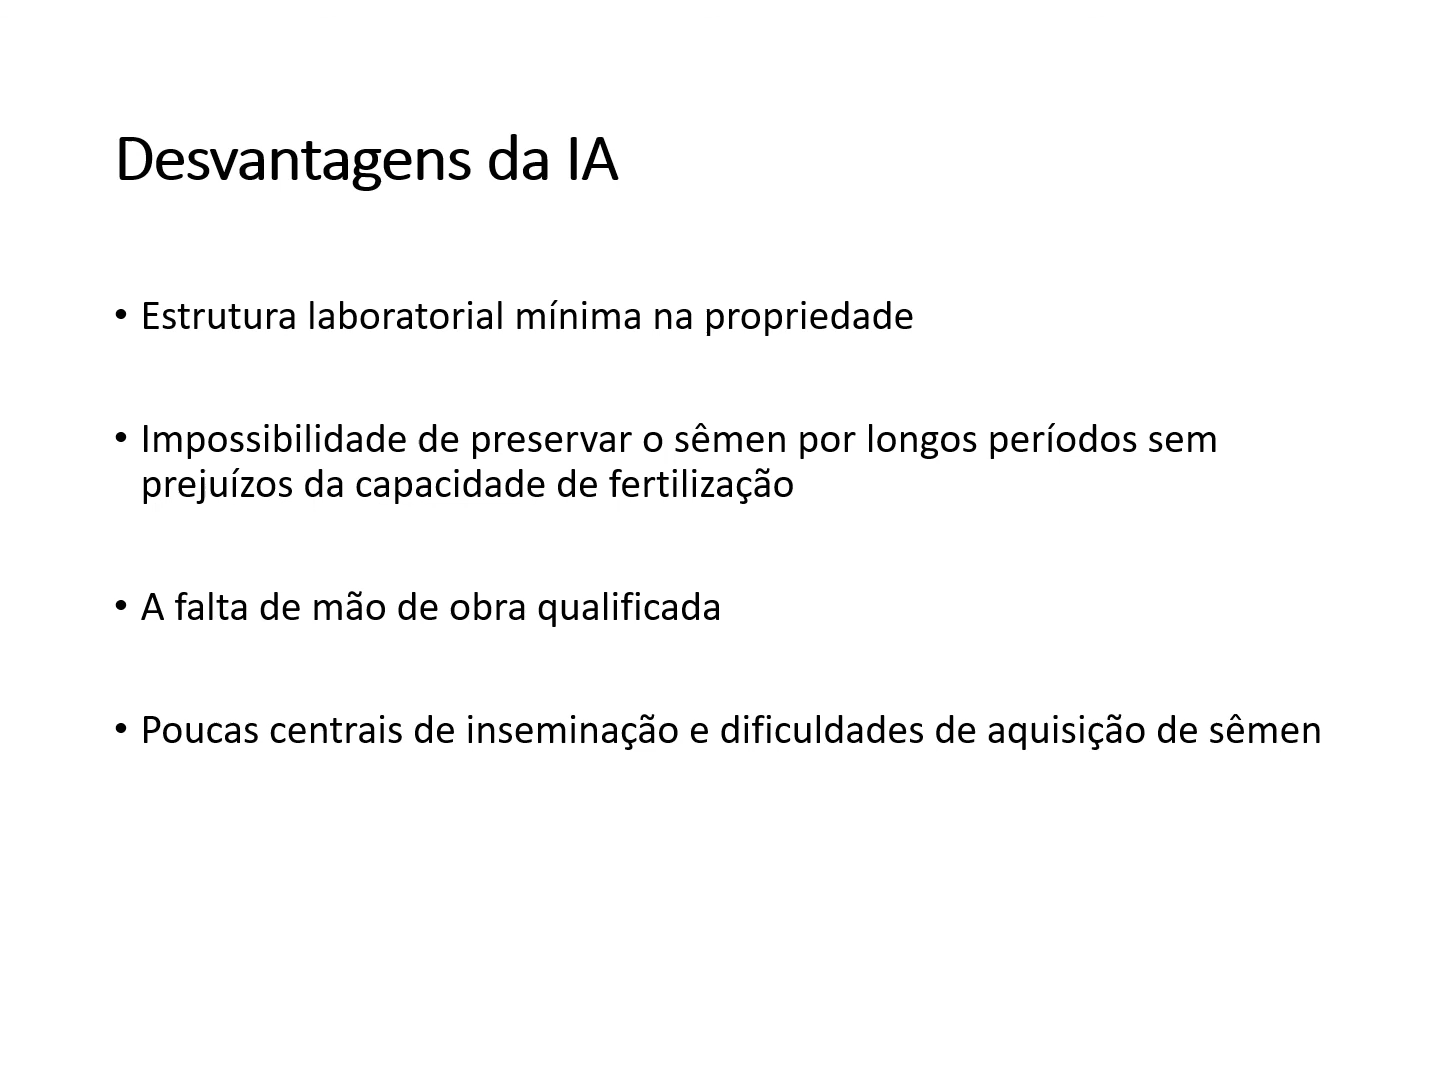 Desvantagens da IA
• Estrutura laboratorial mínima na propriedade
• Impossibilidade de preservar o sêmen por longos períodos sem
prejuízos da capacidade de fertilização
• A falta de mão de obra qualificada
• Poucas centrais de inseminação e dificuldades de aquisição de sêmen